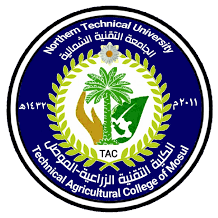 Northern Technical University
الجامعة التقنية الشمالية
١٤٣٢هـ
٢٠١١م
TAC
الكلية التقنية الزراعية-الموصل
Technical Agricultural College of Mosul